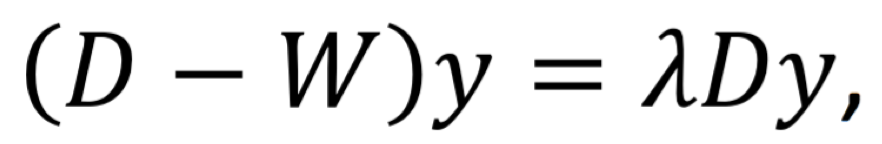 (D − W)y = λDy,